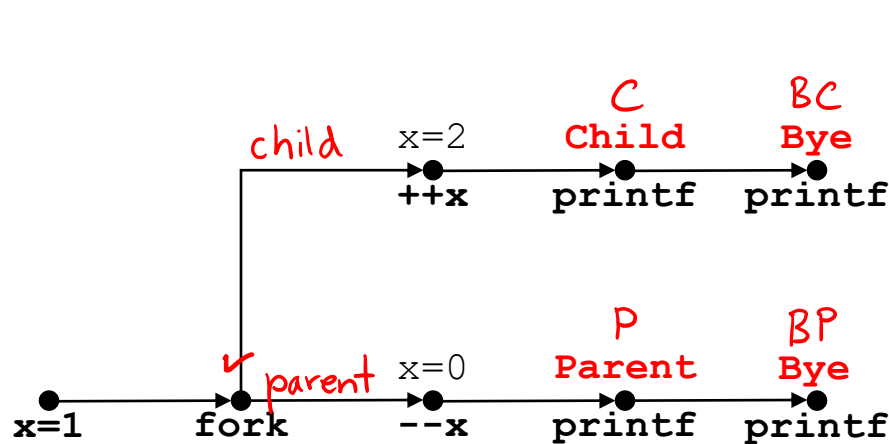 C BC
child x=2 Child Bye
++x printf printf
P BP
parent x=0 Parent Bye
x=1 fork --x printf printf